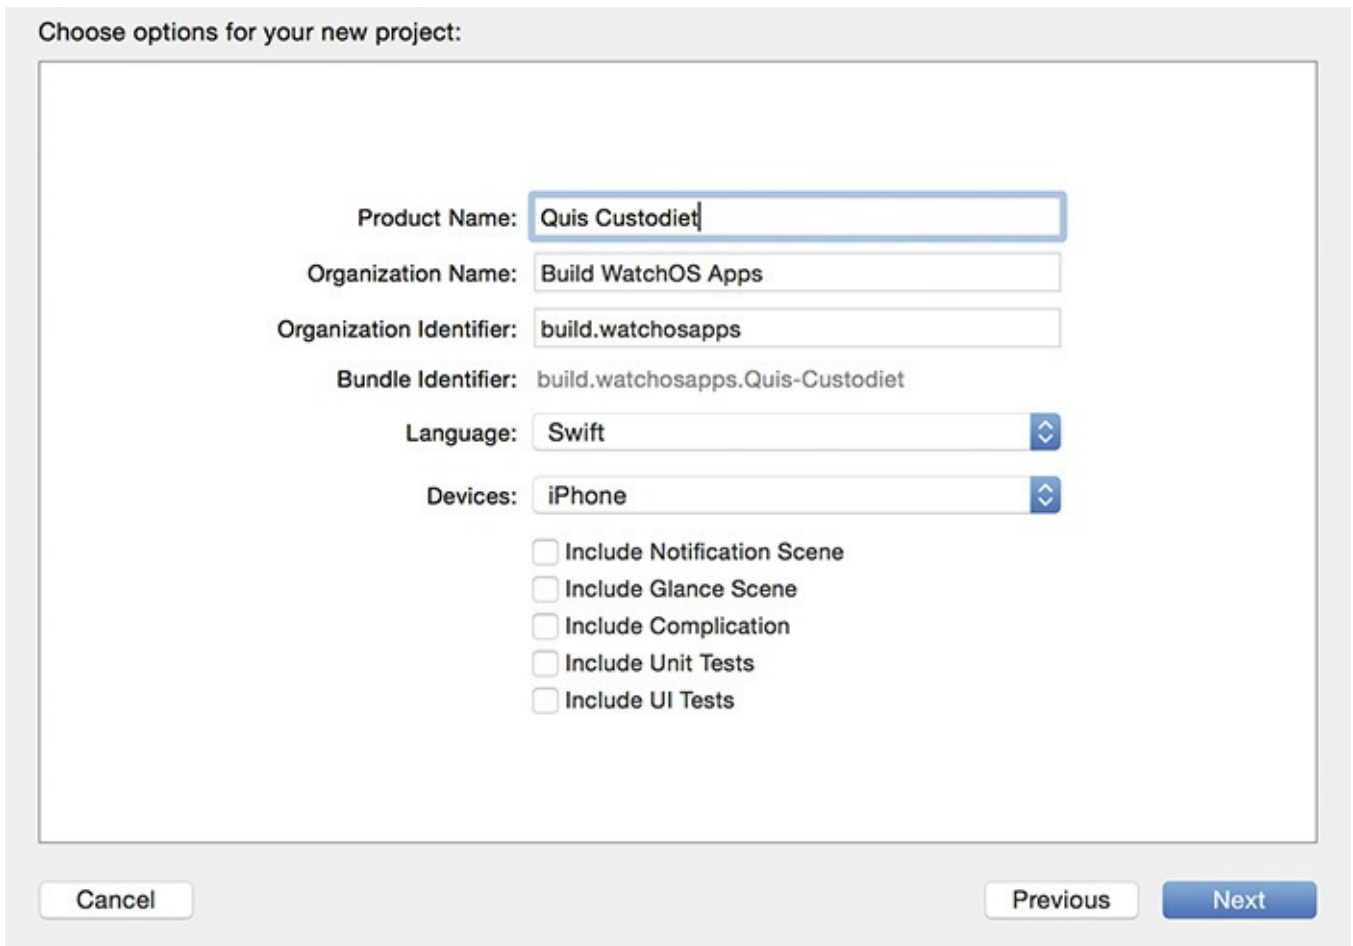 Choose options for your new project:
Product Name: Quis Custodiet
Organization Name: Build WatchOS Apps
Organization Identifier: build.watchosapps
Bundle Identifier: build.watchosapps.Quis-Custodiet
Language: Swift
Devices: iPhone
Include Notification Scene
Include Glance Scene
Include Complication
Include Unit Tests
Include UI Tests
Cancel Previous Next